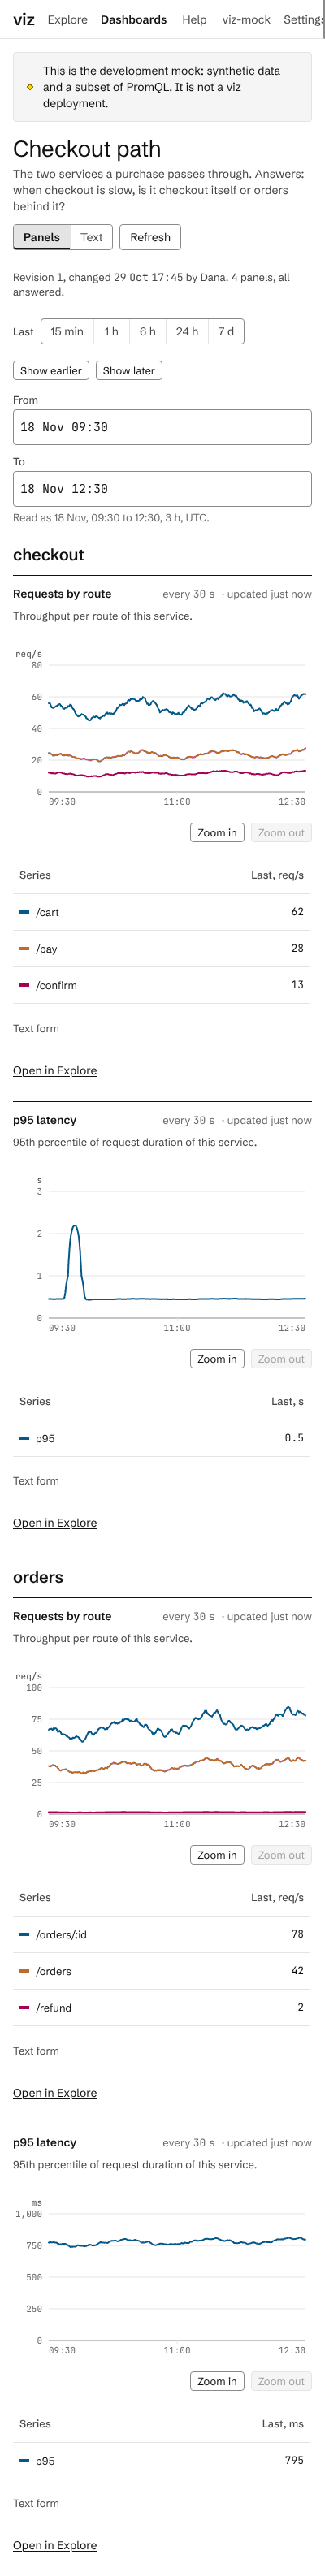 viz Explore Dashboards Help viz-mock Settings
This is the development mock: synthetic data
and a subset of PromQL. It is not a viz
deployment.
Checkout path
The two services a purchase passes through. Answers:
when checkout is slow, is it checkout itself or orders
behind it?
Panels Text Refresh
Revision 1, changed 29 Oct 17:45 by Dana. 4 panels, all
answered.
Last 15 min 1 h 6 h 24 h 7 d
Show earlier Show later
From
18 Nov 09:30
To
18 Nov 12:30
Read as 18 Nov, 09:30 to 12:30, 3 h, UTC.
checkout
Requests by route every 30 s · updated just now
Throughput per route of this service.
req/s
80
60
40
20
0
09:30 11:00 12:30
Zoom in Zoom out
Series Last, req/s
/cart 62
/pay 28
/confirm 13
Text form
Open in Explore
p95 latency every 30 s · updated just now
95th percentile of request duration of this service.
s
3
2
1
0
09:30 11:00 12:30
Zoom in Zoom out
Series Last, s
p95 0.5
Text form
Open in Explore
orders
Requests by route every 30 s · updated just now
Throughput per route of this service.
req/s
100
75
50
25
0
09:30 11:00 12:30
Zoom in Zoom out
Series Last, req/s
/orders/:id 78
/orders 42
/refund 2
Text form
Open in Explore
p95 latency every 30 s · updated just now
95th percentile of request duration of this service.
ms
1,000
750
500
250
0
09:30 11:00 12:30
Zoom in Zoom out
Series Last, ms
p95 795
Text form
Open in Explore